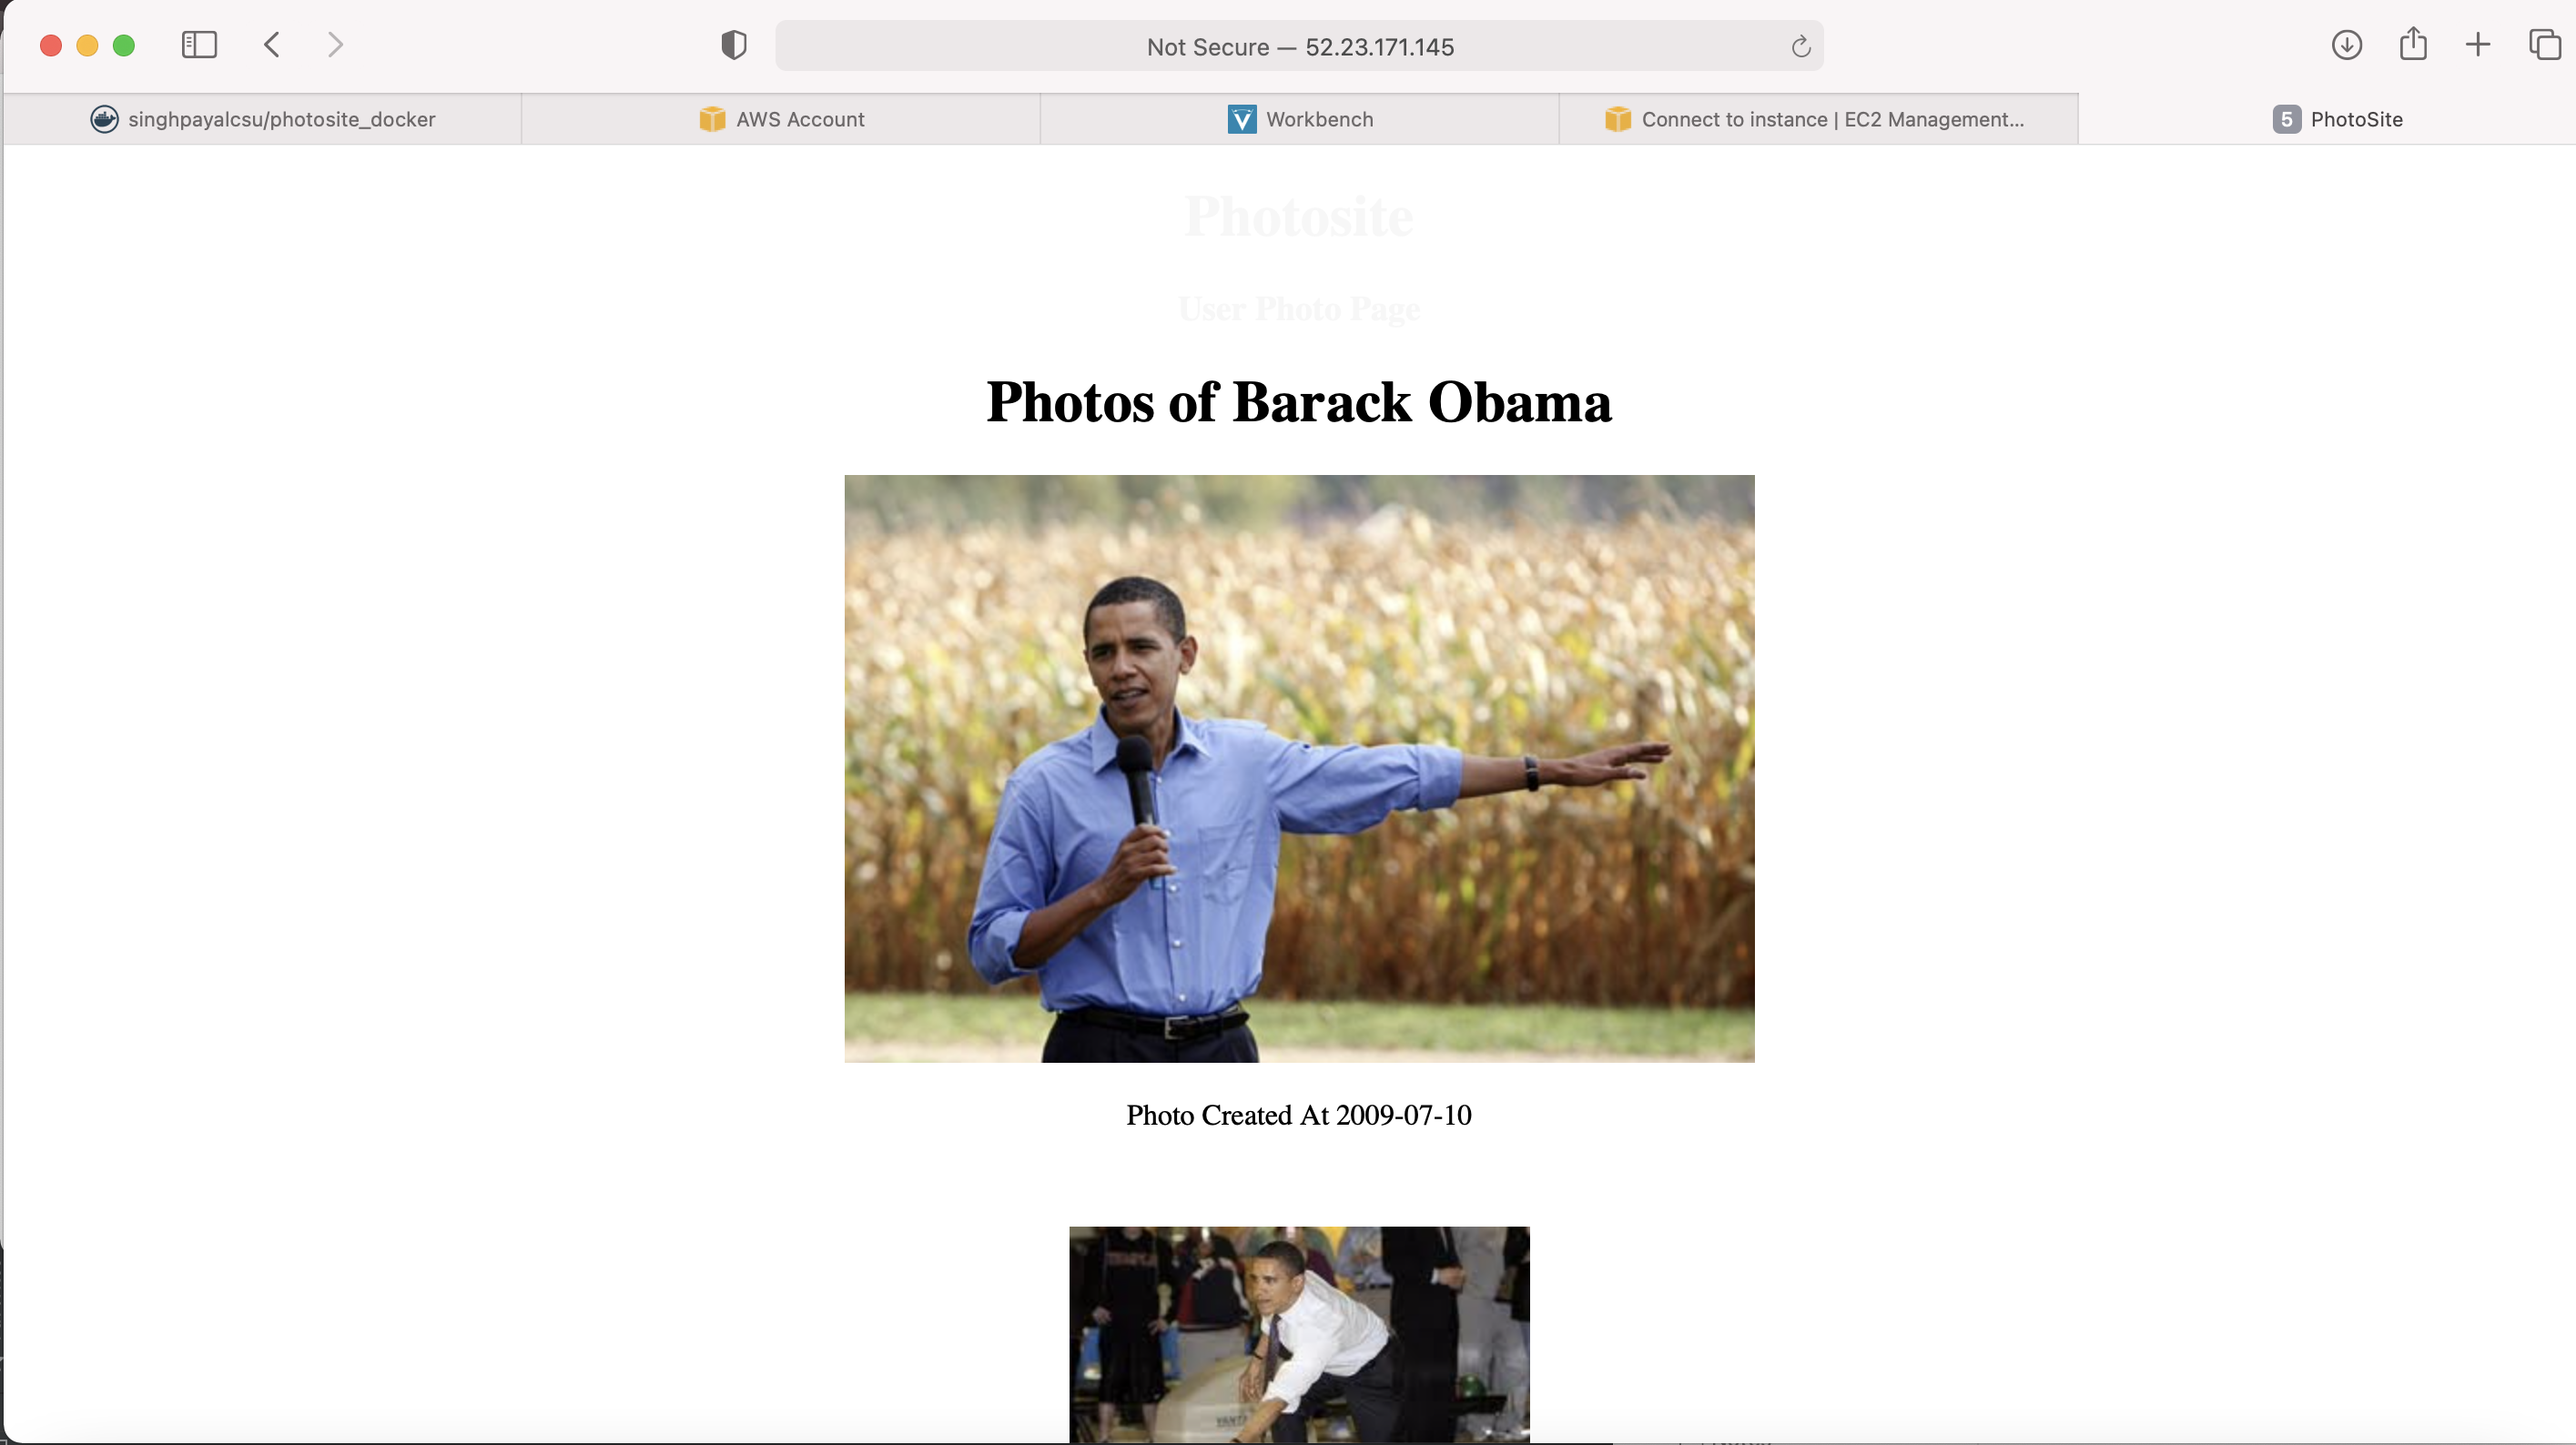 Not Secure — 52.23.171.145
singhpayalcsu/photosite_docker
AWS Account
Workbench
Connect to instance | EC2 Management...
5 PhotoSite
Photosite
User Photo Page
Photos of Barack Obama
Photo Created At 2009-07-10